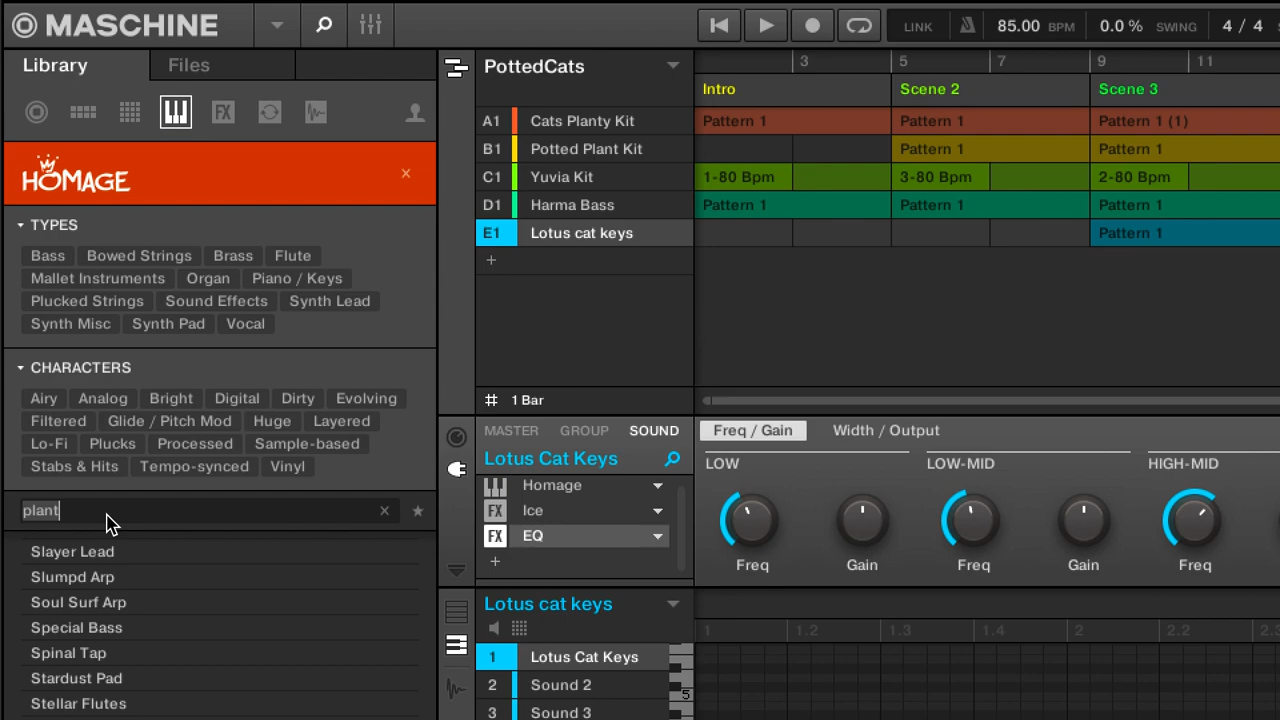 MASCHINE
LINK 85.00 BPM 0.0 % SWING 4 / 4
Library Files
FX
HOMAGE ×
TYPES
Bass Bowed Strings Brass Flute
Mallet Instruments Organ Piano / Keys
Plucked Strings Sound Effects Synth Lead
Synth Misc Synth Pad Vocal
CHARACTERS
Airy Analog Bright Digital Dirty Evolving
Filtered Glide / Pitch Mod Huge Layered
Lo-Fi Plucks Processed Sample-based
Stabs & Hits Tempo-synced Vinyl
plant
Slayer Lead
Slumpd Arp
Soul Surf Arp
Special Bass
Spinal Tap
Stardust Pad
Stellar Flutes
PottedCats
3 5 7 9 11
Intro Scene 2 Scene 3
A1 Cats Planty Kit Pattern 1 Pattern 1 Pattern 1 (1)
B1 Potted Plant Kit Pattern 1 Pattern 1
C1 Yuvia Kit 1-80 Bpm 3-80 Bpm 2-80 Bpm
D1 Harma Bass Pattern 1 Pattern 1 Pattern 1
E1 Lotus cat keys Pattern 1
+
1 Bar
MASTER GROUP SOUND
Lotus Cat Keys
Homage
FX Ice
FX EQ
+
Freq / Gain Width / Output
LOW LOW-MID HIGH-MID
Freq Gain Freq Gain Freq
Lotus cat keys
1 1.2 1.3 1.4 2 2.2 2.3
1 Lotus Cat Keys
2 Sound 2
3 Sound 3
5